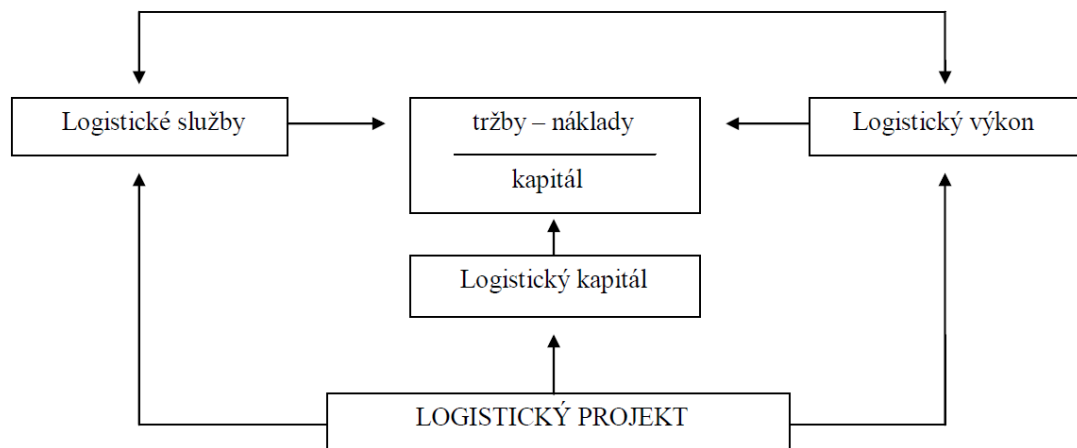 Logistické služby
tržby – náklady
kapitál
Logistický výkon
Logistický kapitál
LOGISTICKÝ PROJEKT